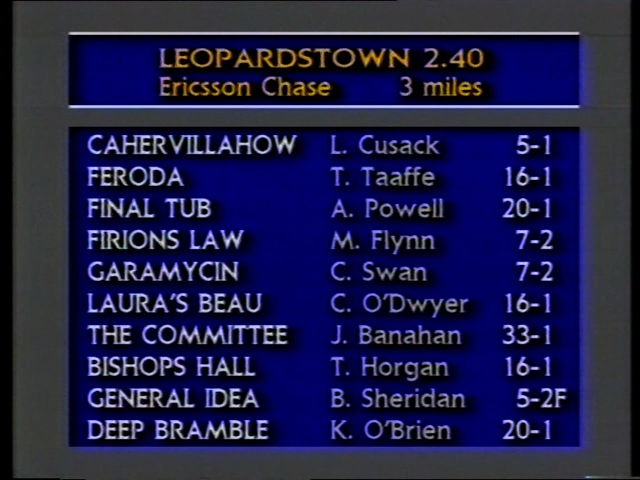 LEOPARDSTOWN 2.40
Ericsson Chase 3 miles
CAHERVILLAHOW L. Cusack 5-1
FERODA T. Taaffe 16-1
FINAL TUB A. Powell 20-1
FIRIONS LAW M. Flynn 7-2
GARAMYCIN C. Swan 7-2
LAURA'S BEAU C. O'Dwyer 16-1
THE COMMITTEE J. Banahan 33-1
BISHOPS HALL T. Horgan 16-1
GENERAL IDEA B. Sheridan 5-2F
DEEP BRAMBLE K. O'Brien 20-1